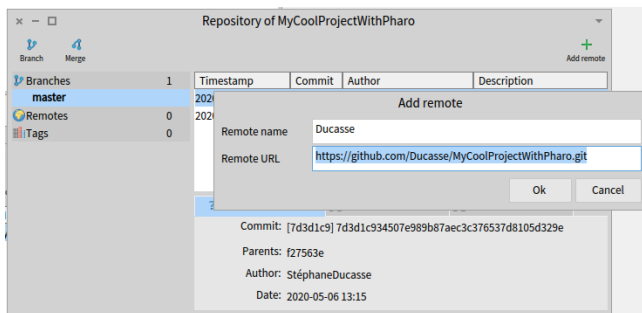 Repository of MyCoolProjectWithPharo
Branch
Merge
Add remote
Branches 1
master
Remotes 0
Tags 0
Timestamp Commit Author Description
2020
2020
Add remote
Remote name Ducasse
Remote URL https://github.com/Ducasse/MyCoolProjectWithPharo.git
Ok Cancel
Commit: [7d3d1c9] 7d3d1c934507e989b87aec3c376537d8105d329e
Parents: f27563e
Author: StéphaneDucasse
Date: 2020-05-06 13:15